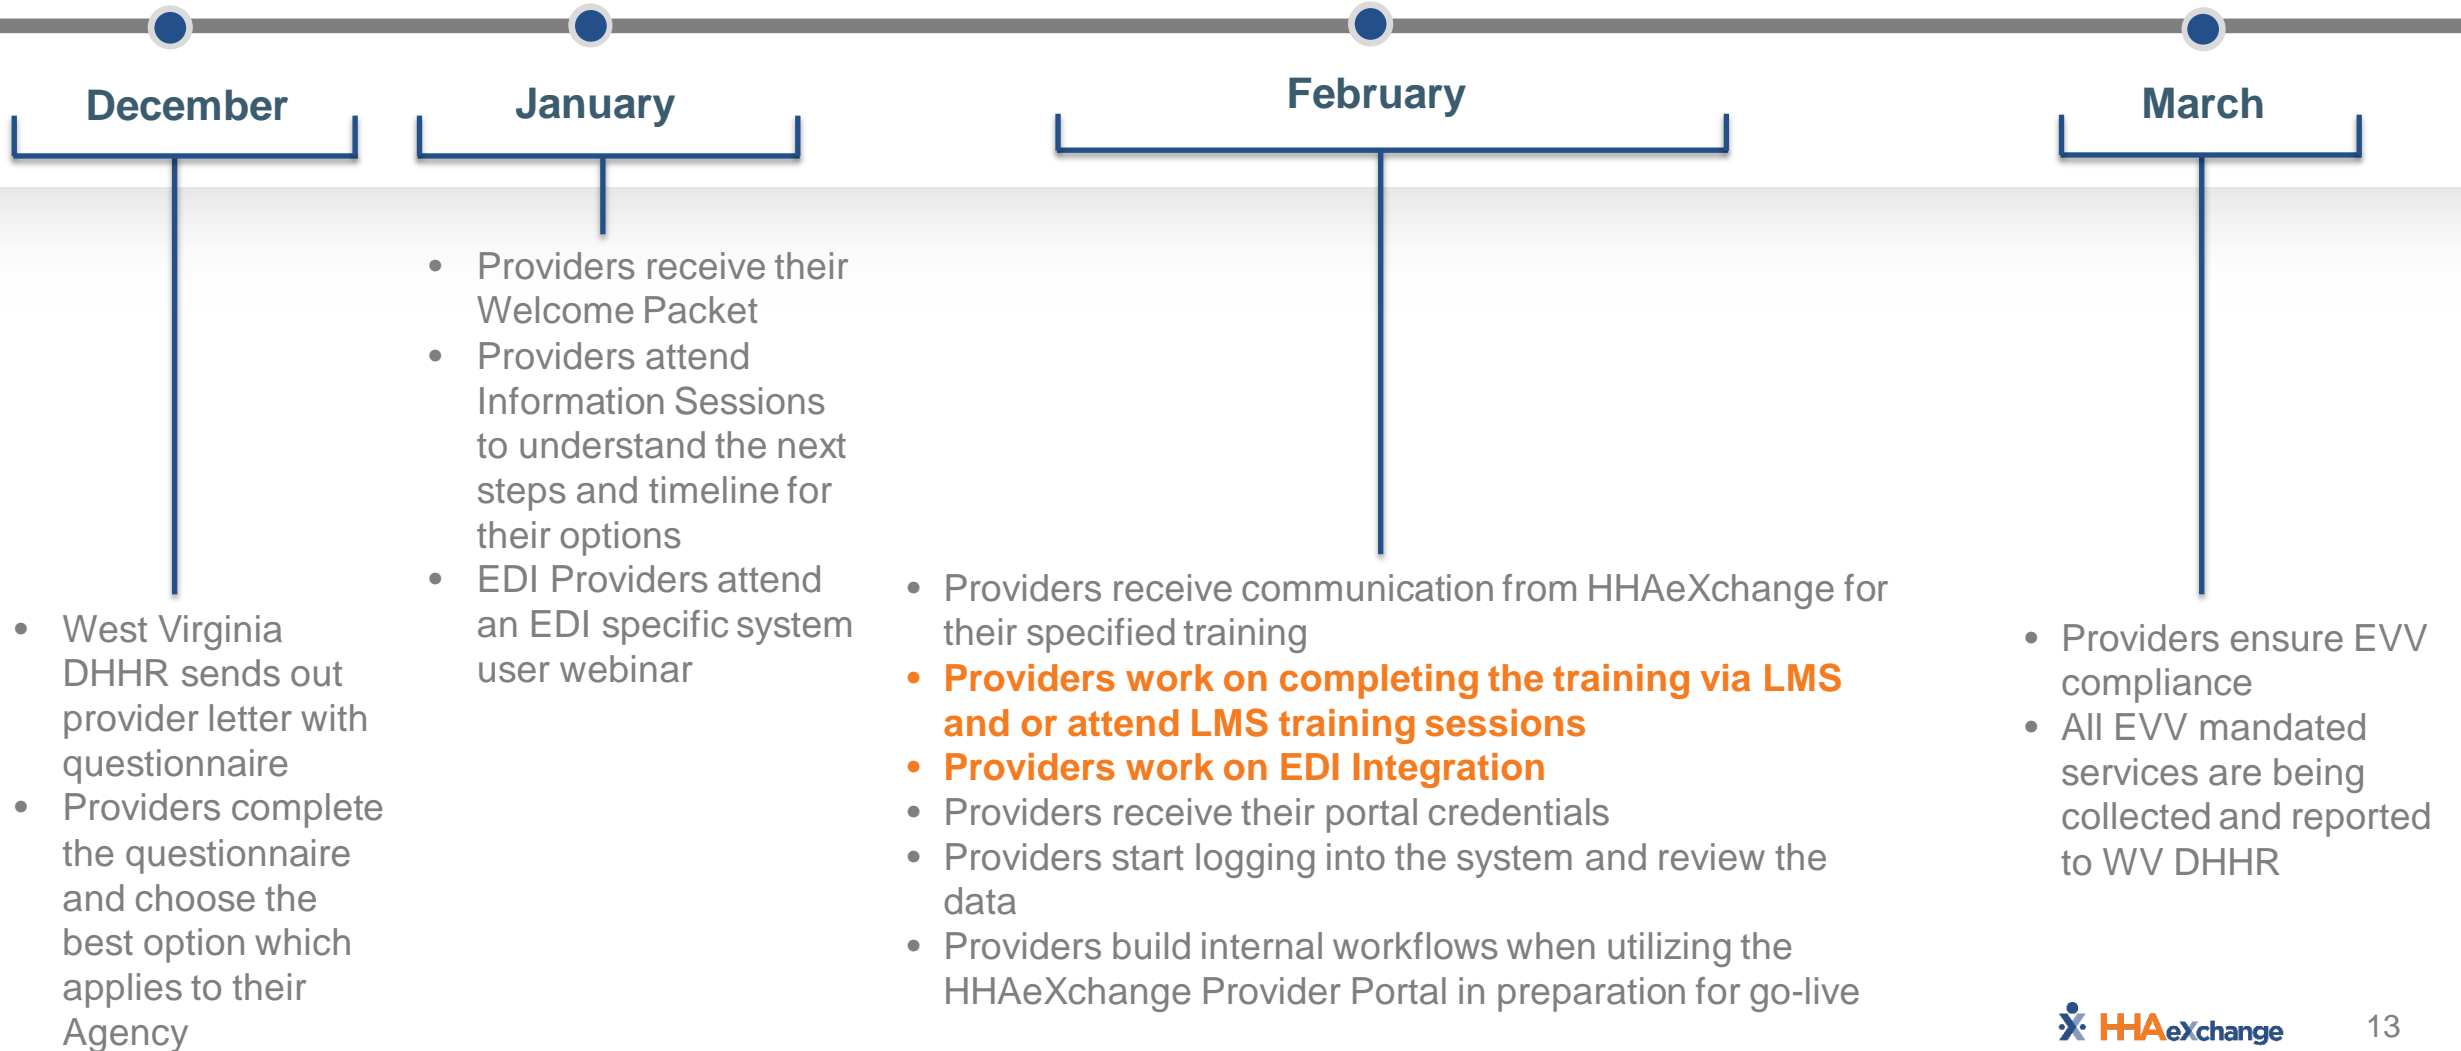 December
West Virginia
DHHR sends out
provider letter with
questionnaire
Providers complete
the questionnaire
and choose the
best option which
applies to their
Agency
January
Providers receive their
Welcome Packet
Providers attend
Information Sessions
to understand the next
steps and timeline for
their options
EDI Providers attend
an EDI specific system
user webinar
February
Providers receive communication from HHAeXchange for
their specified training
Providers work on completing the training via LMS
and or attend LMS training sessions
Providers work on EDI Integration
Providers receive their portal credentials
Providers start logging into the system and review the
data
Providers build internal workflows when utilizing the
HHAeXchange Provider Portal in preparation for go-live
March
Providers ensure EVV
compliance
All EVV mandated
services are being
collected and reported
to WV DHHR
HHAeXchange
13